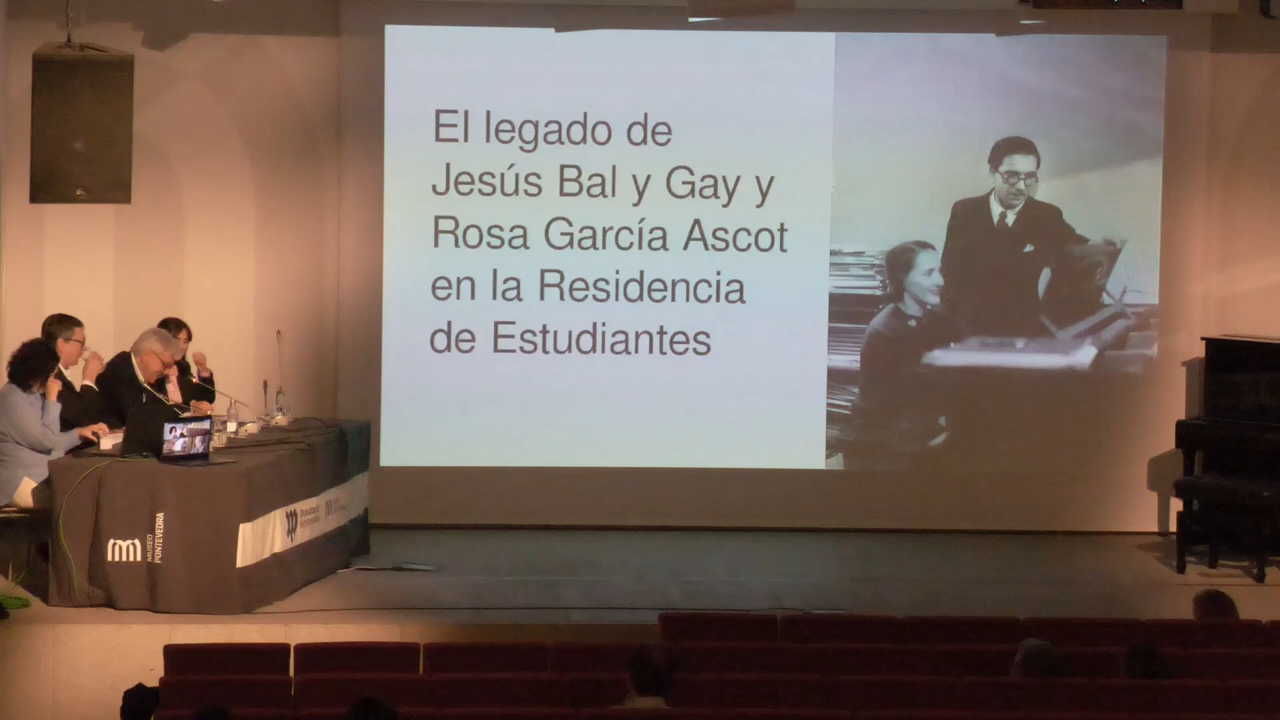 El legado de
Jesús Bal y Gay y
Rosa García Ascot
en la Residencia
de Estudiantes
MUSEO
PONTEVEDRA